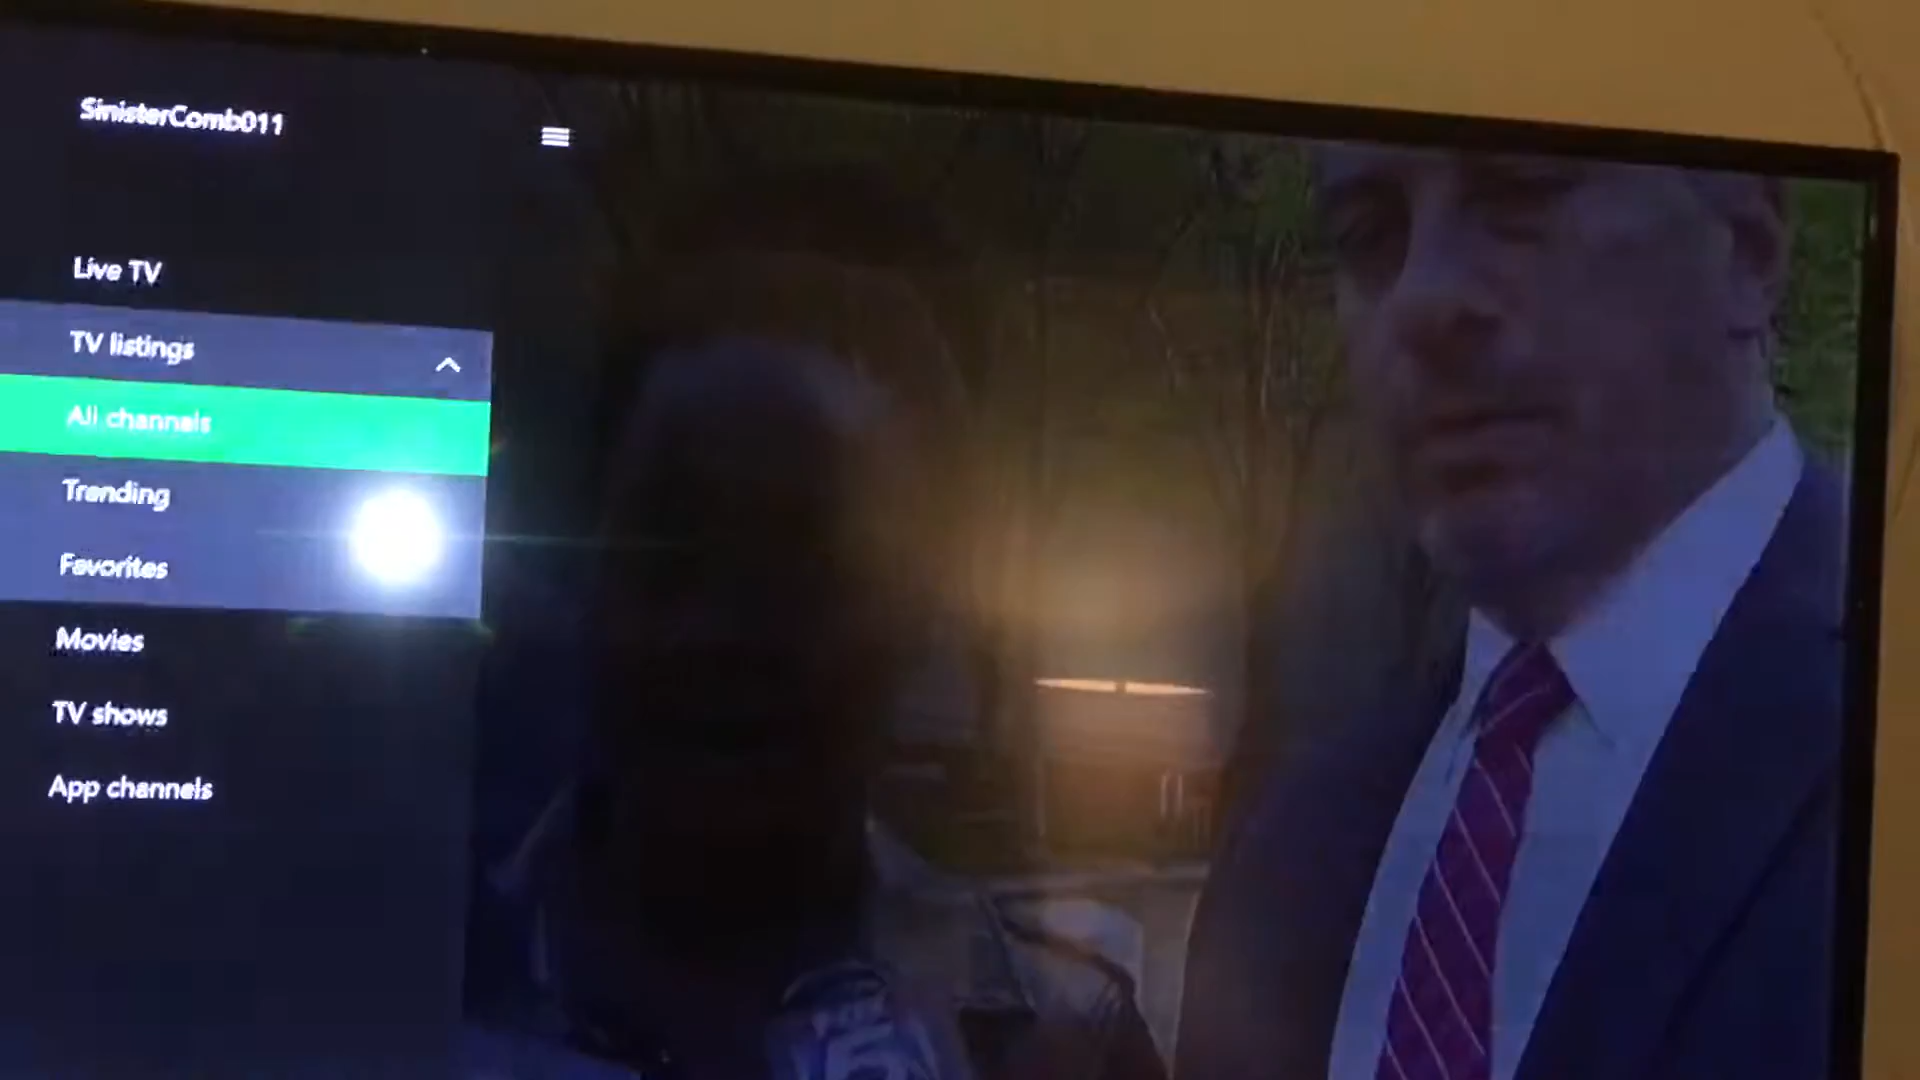 SinisterComb011
Live TV
TV listings
All channels
Trending
Favorites
Movies
TV shows
App channels